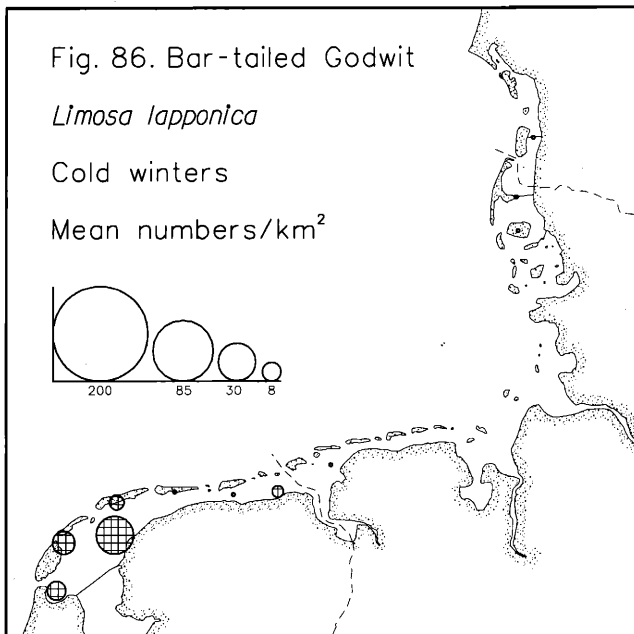 Fig. 86. Bar-tailed Godwit
Limosa lapponica
Cold winters
Mean numbers/km²
200 85 30 8